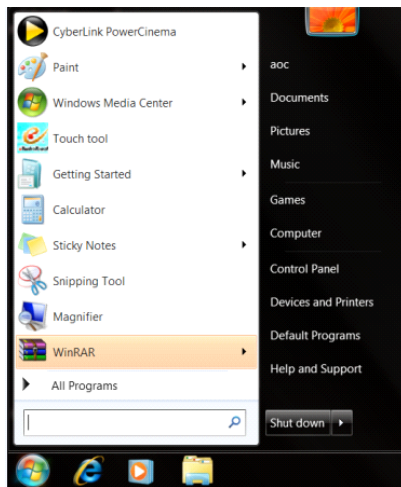 CyberLink PowerCinema
Paint
Windows Media Center
Touch tool
Getting Started
Calculator
Sticky Notes
Snipping Tool
Magnifier
WinRAR
All Programs
aoc
Documents
Pictures
Music
Games
Computer
Control Panel
Devices and Printers
Default Programs
Help and Support
Shut down